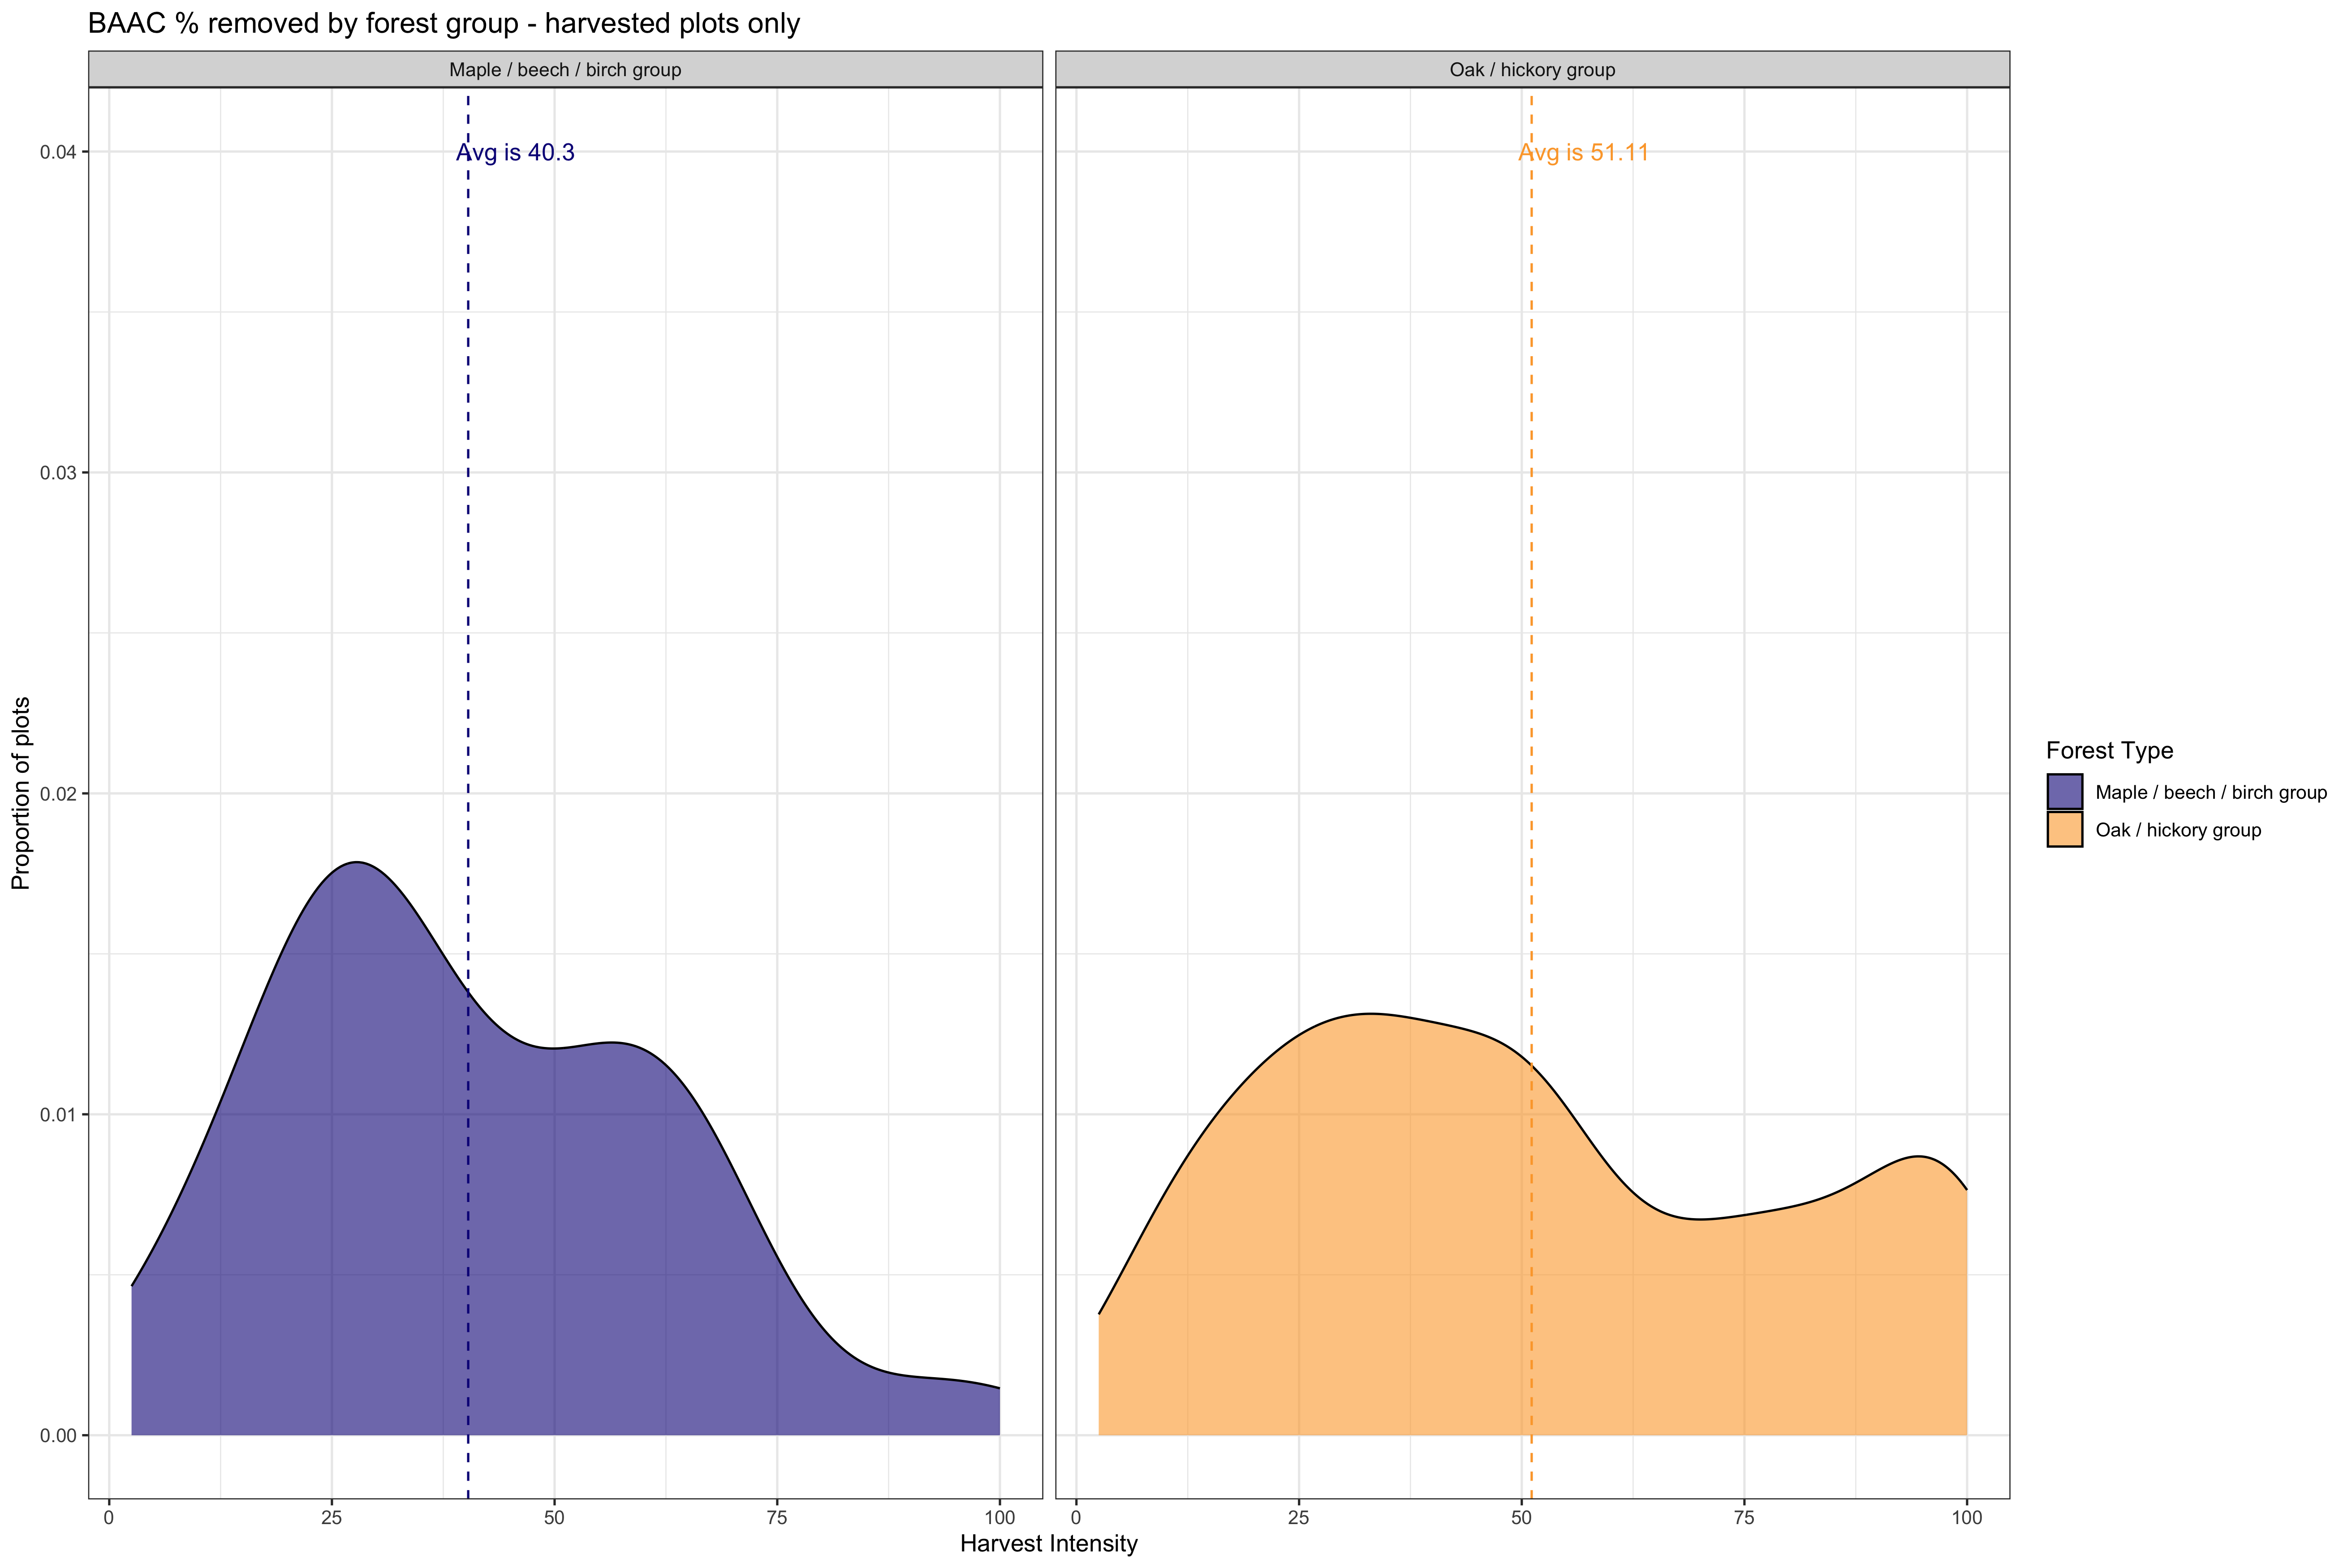 BAAC % removed by forest group - harvested plots only
Maple / beech / birch group
Oak / hickory group
Avg is 40.3
Avg is 51.11
0.04
0.03
0.02
0.01
0.00
Proportion of plots
0 25 50 75 100
0 25 50 75 100
Harvest Intensity
Forest Type
Maple / beech / birch group
Oak / hickory group